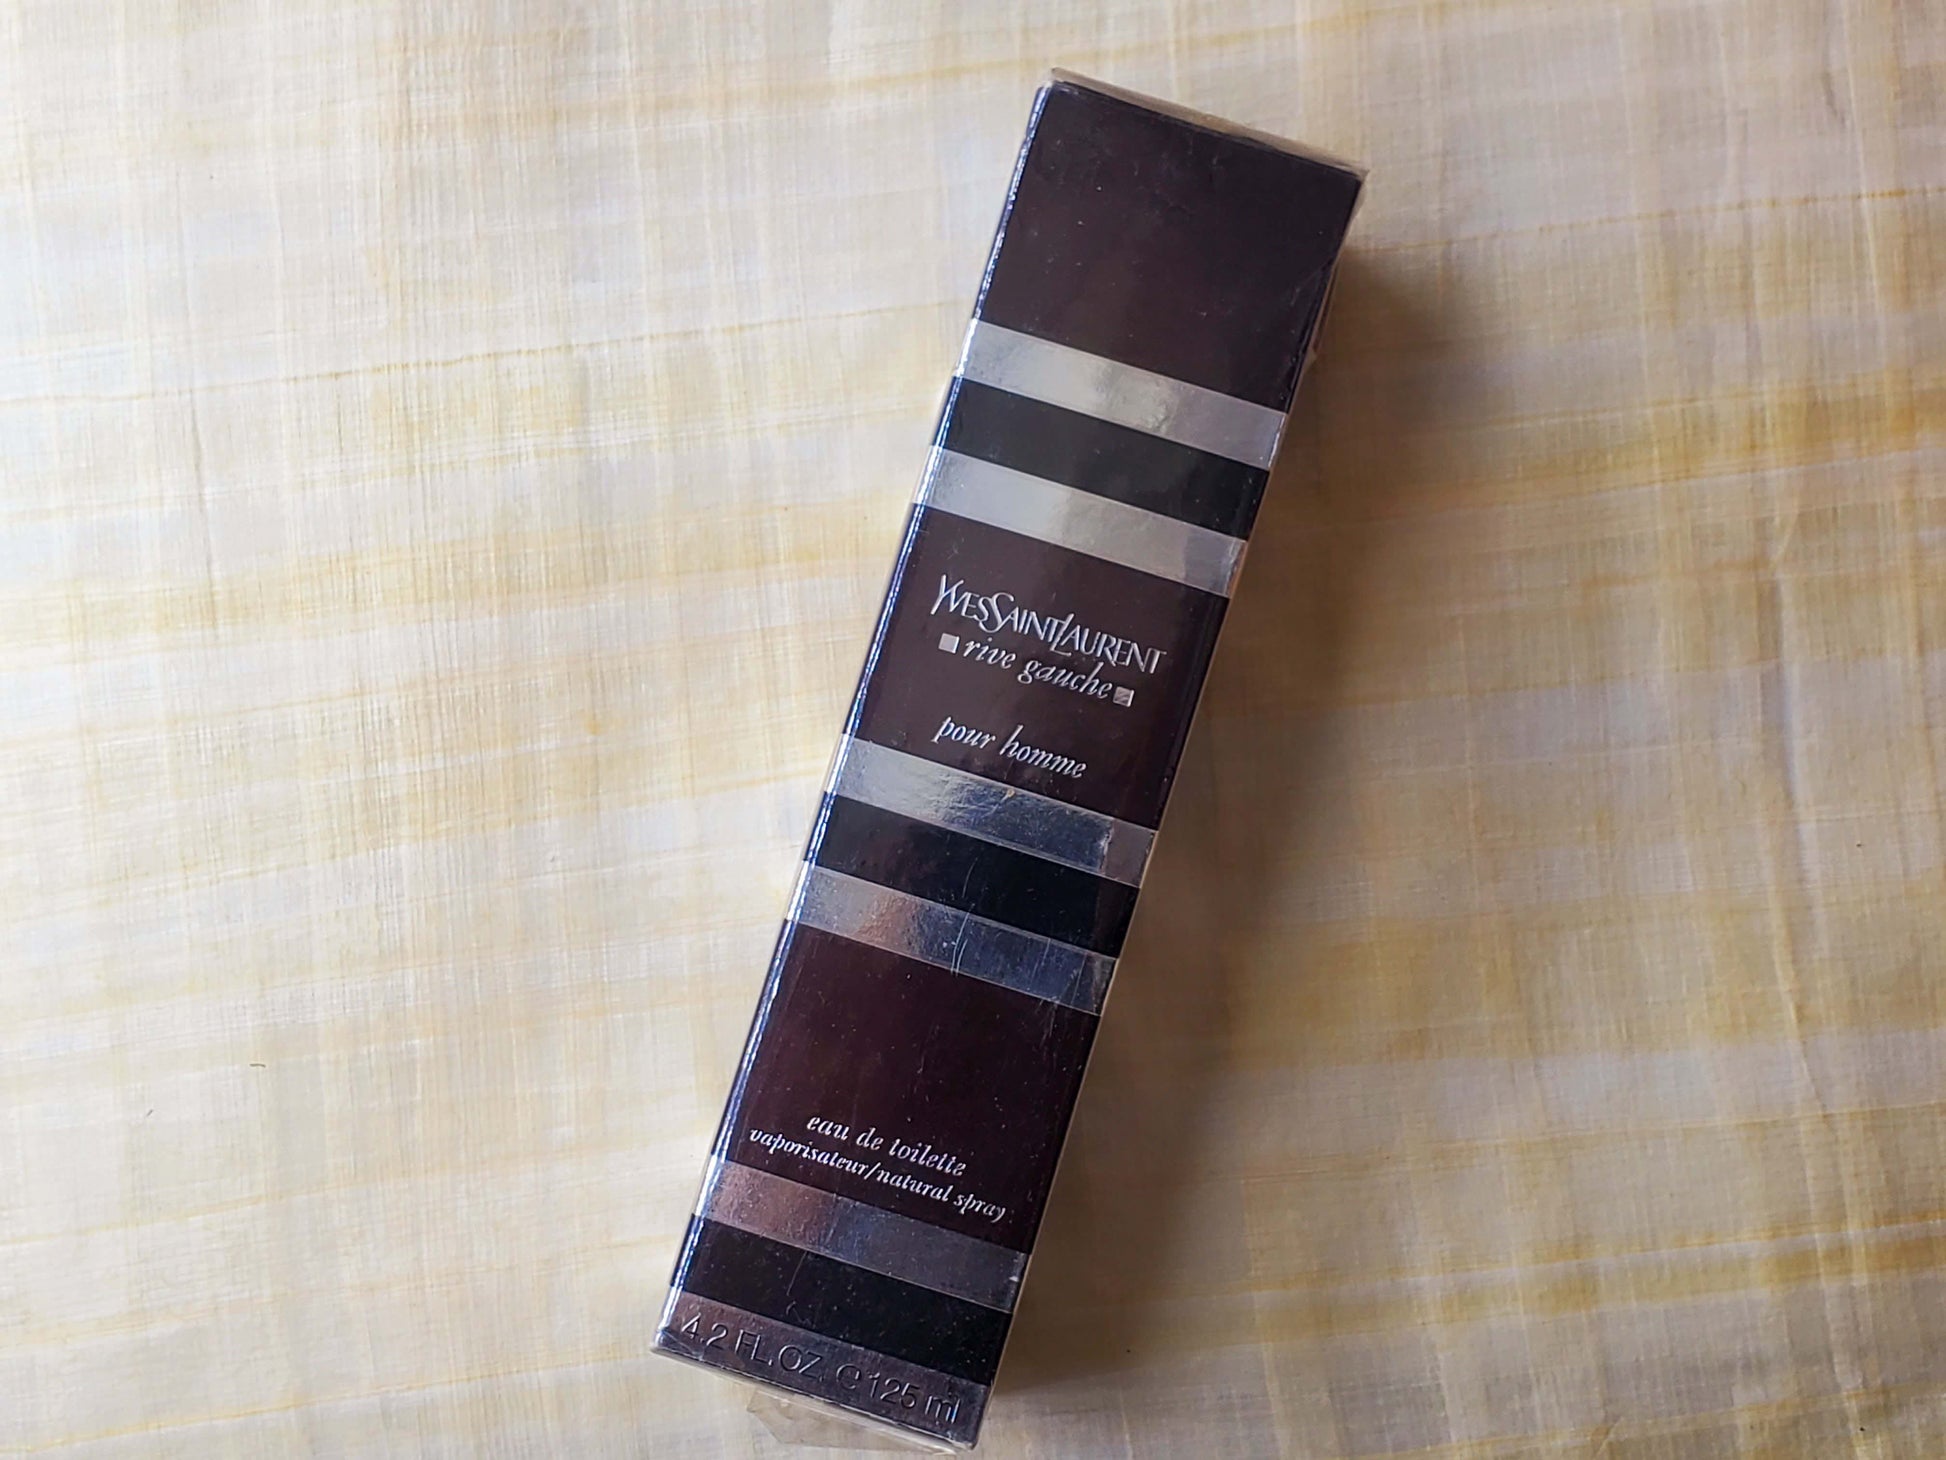 YVESSAINTLAURENT
rive gauche
pour homme
eau de toilette
vaporisateur/natural spray
4.2 FL.OZ. ℮ 125 ml